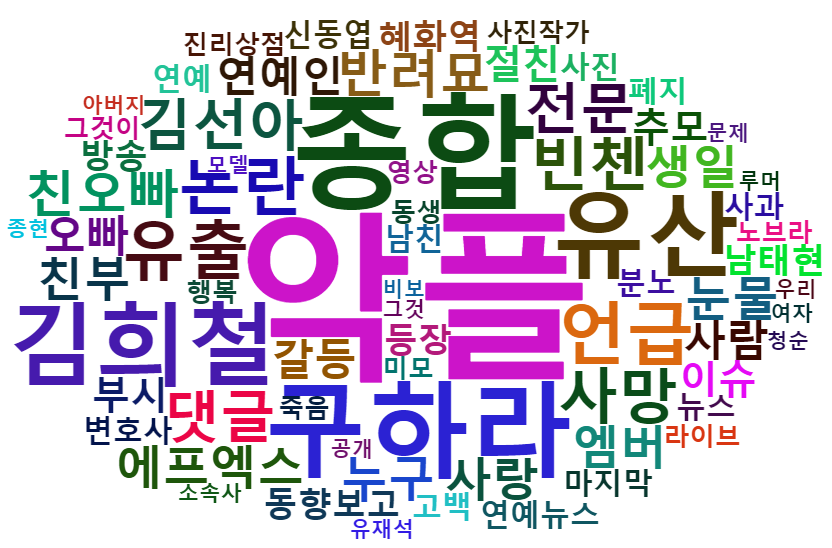 진리상점 신동엽 혜화역 사진작가
연예 연예인 반려묘 절친 사진
아버지 김선아 종합 전문 폐지
그것이 추모 문제
방송 모델 영상 빈첸 생일
친오빠 논란 동생 루머
종현 오빠 유출 남친 유산 사과 노브라
친부 악플 남태현
행복 비보 분노 눈물 우리
김희철 그것 언급 여자
갈등 등장 사람 청순
미모 이슈
부시 댓글 죽음 구하라 사망 뉴스
변호사 공개 엠버 라이브
에프엑스 누구 사랑 마지막
소속사 동향보고 고백 연예뉴스
유재석